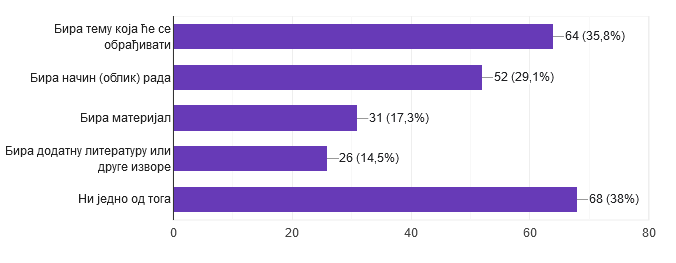 Бира тему која ће се
обрађивати
64 (35,8%)
Бира начин (облик) рада
52 (29,1%)
Бира материјал
31 (17,3%)
Бира додатну литературу или
друге изворе
26 (14,5%)
Ни једно од тога
68 (38%)
0 20 40 60 80